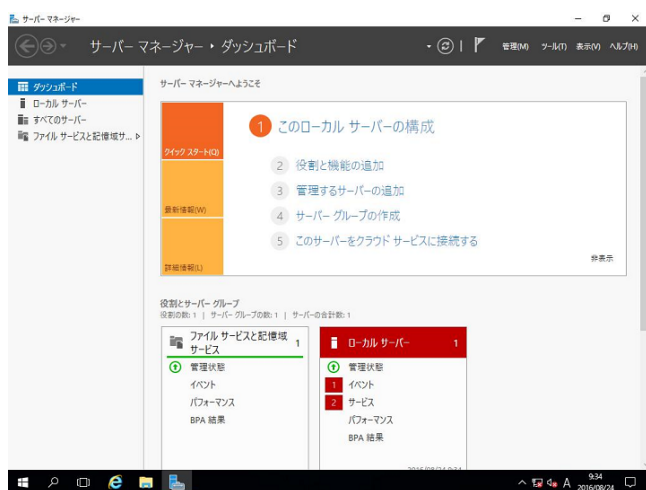 サーバー マネージャー
サーバー マネージャー ・ ダッシュボード
管理(M) ツール(T) 表示(V) ヘルプ(H)
ダッシュボード
ローカル サーバー
すべてのサーバー
ファイル サービスと記憶域サ...
サーバー マネージャーへようこそ
クイック スタート(Q)
最新情報(W)
詳細情報(L)
1 このローカル サーバーの構成
2 役割と機能の追加
3 管理するサーバーの追加
4 サーバー グループの作成
5 このサーバーをクラウド サービスに接続する
非表示
役割とサーバー グループ
役割の数: 1 | サーバー グループの数: 1 | サーバーの合計数: 1
ファイル サービスと記憶域
サービス
1
管理状態
イベント
パフォーマンス
BPA 結果
ローカル サーバー 1
管理状態
1 イベント
2 サービス
パフォーマンス
BPA 結果
2016/08/24 9:34
A
9:34
2016/08/24